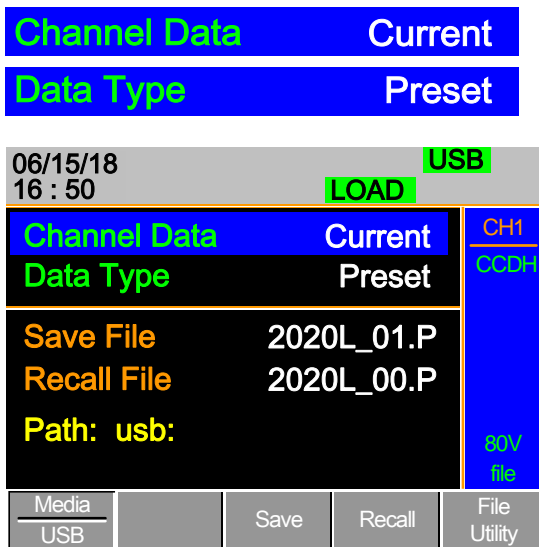 Channel Data Current
Data Type Preset
06/15/18 USB
16 : 50 LOAD
Channel Data Current CH1
Data Type Preset CCDH
Save File 2020L_01.P
Recall File 2020L_00.P
Path: usb: 80V
file
Media Save Recall File
USB Utility